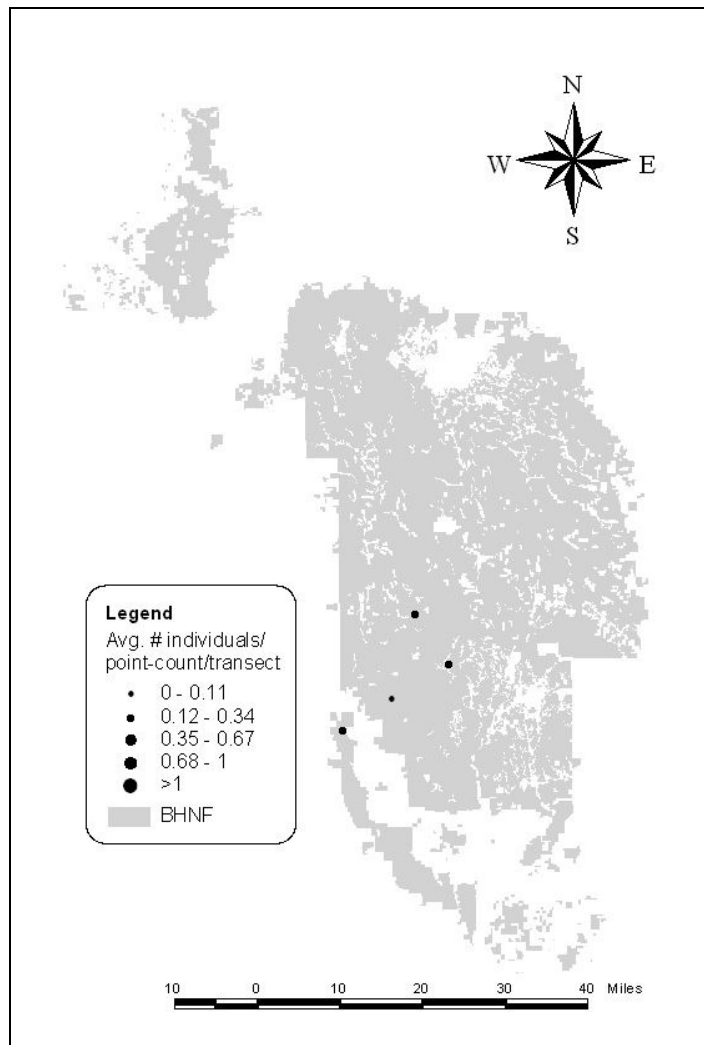 N
W E
S
Legend
Avg. # individuals/
point-count/transect
0 - 0.11
0.12 - 0.34
0.35 - 0.67
0.68 - 1
>1
BHNF
10 0 10 20 30 40 Miles